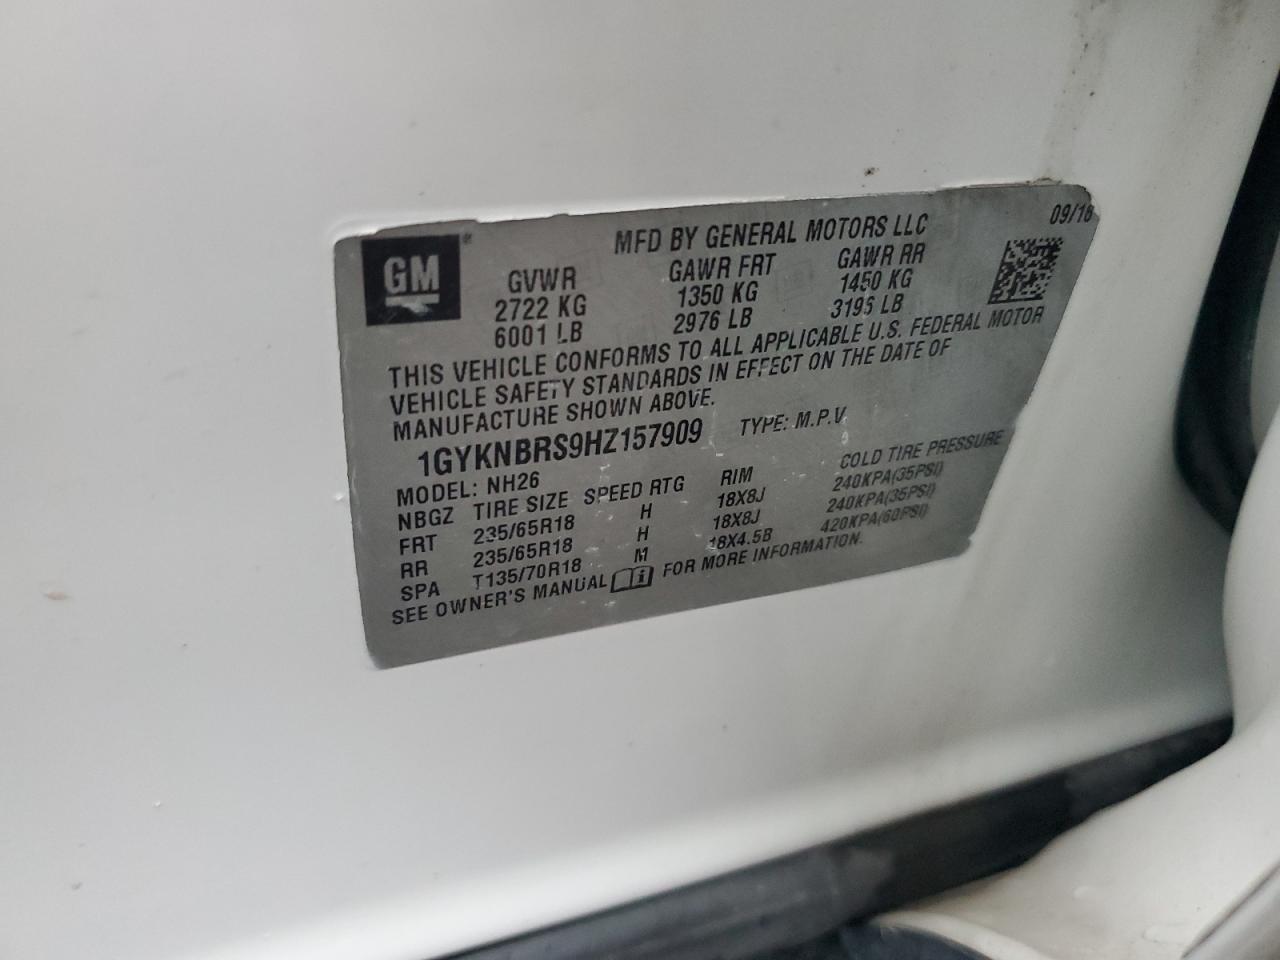 09/16
MFD BY GENERAL MOTORS LLC
GM®
GVWR GAWR FRT GAWR RR
2722 KG 1350 KG 1450 KG
6001 LB 2976 LB 3196 LB
THIS VEHICLE CONFORMS TO ALL APPLICABLE U.S. FEDERAL MOTOR
VEHICLE SAFETY STANDARDS IN EFFECT ON THE DATE OF
MANUFACTURE SHOWN ABOVE.
1GYKNBRS9HZ157909 TYPE: M.P.V.
MODEL: NH26
NBGZ TIRE SIZE SPEED RTG RIM COLD TIRE PRESSURE
FRT 235/65R18 H 18X8J 240KPA(35PSI)
RR 235/65R18 H 18X8J 240KPA(35PSI)
SPA T135/70R18 M 18X4.5B 420KPA(60PSI)
SEE OWNER'S MANUAL FOR MORE INFORMATION.